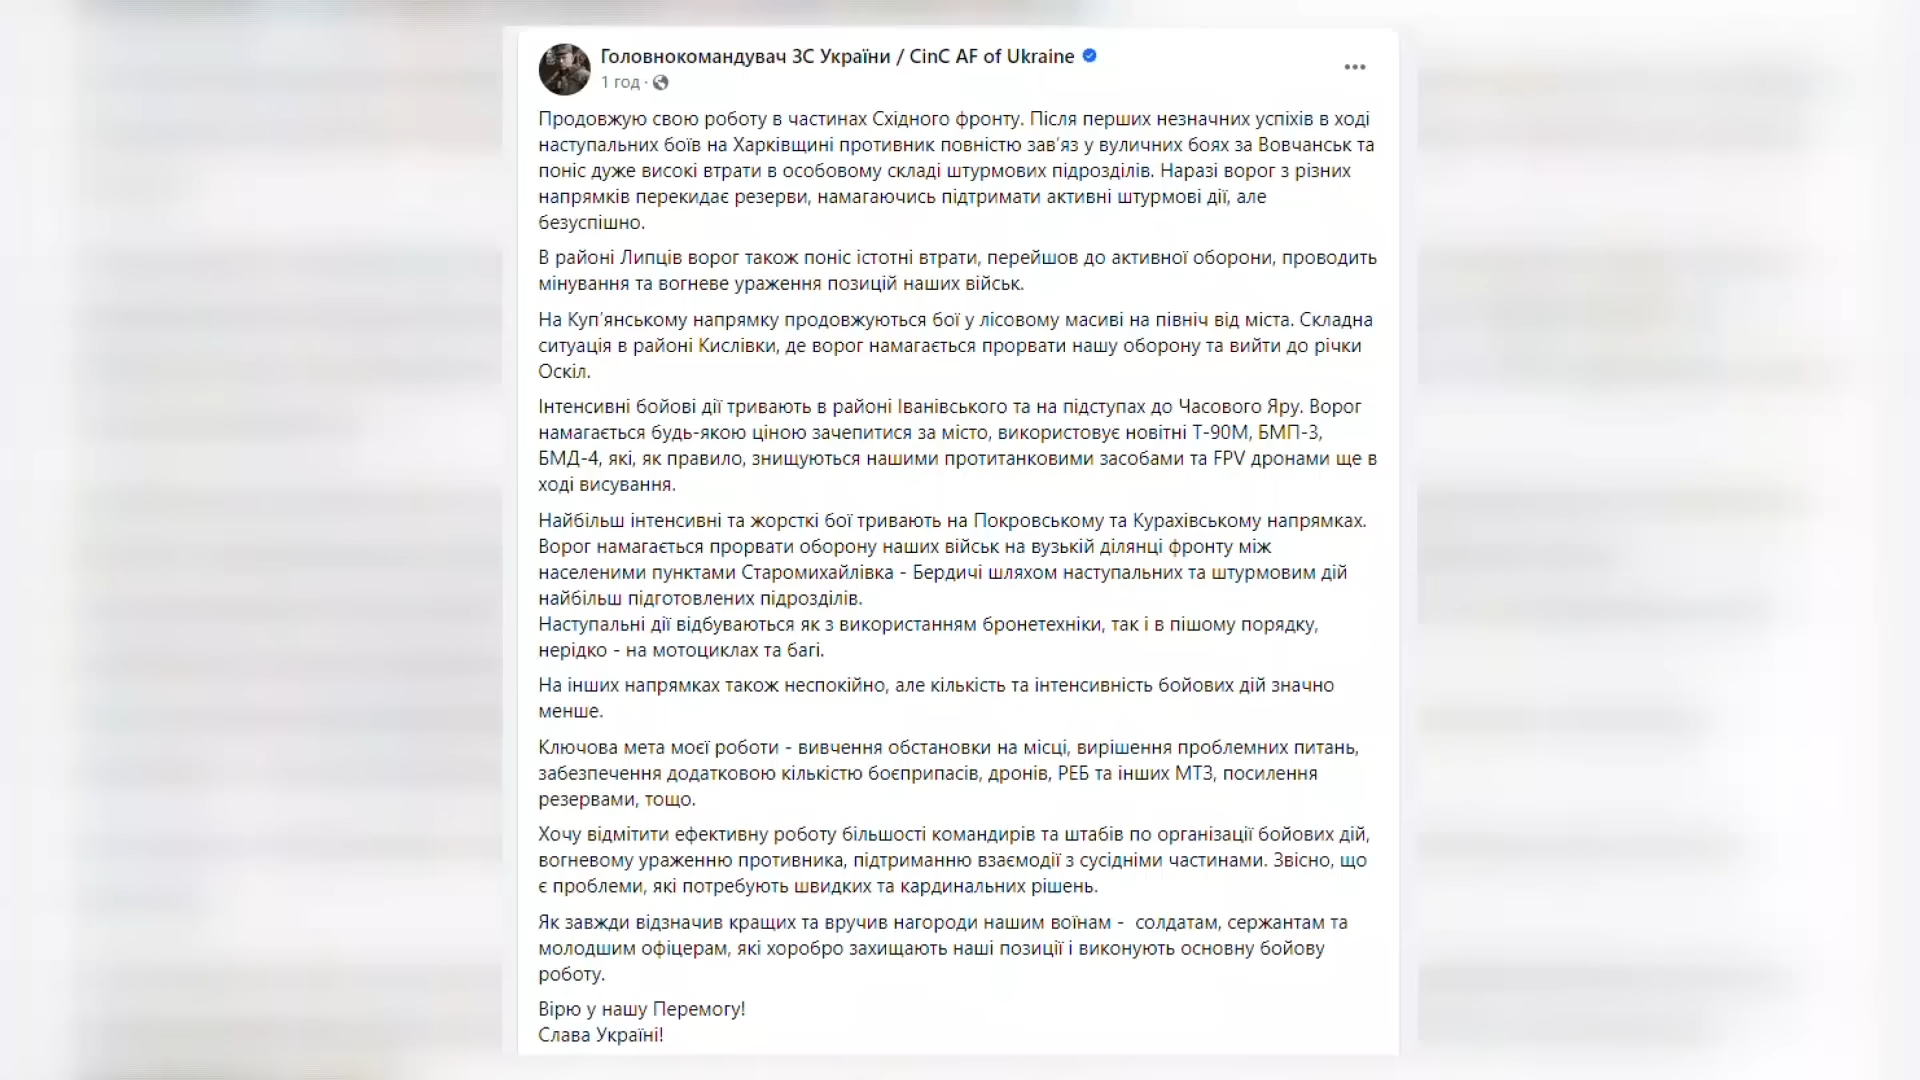 Головнокомандувач ЗС України / CinC AF of Ukraine
1 год ·
Продовжую свою роботу в частинах Східного фронту. Після перших незначних успіхів в ході
наступальних боїв на Харківщині противник повністю зав’яз у вуличних боях за Вовчанськ та
поніс дуже високі втрати в особовому складі штурмових підрозділів. Наразі ворог з різних
напрямків перекидає резерви, намагаючись підтримати активні штурмові дії, але
безуспішно.
В районі Липців ворог також поніс істотні втрати, перейшов до активної оборони, проводить
мінування та вогневе ураження позицій наших військ.
На Куп’янському напрямку продовжуються бої у лісовому масиві на північ від міста. Складна
ситуація в районі Кислівки, де ворог намагається прорвати нашу оборону та вийти до річки
Оскіл.
Інтенсивні бойові дії тривають в районі Іванівського та на підступах до Часового Яру. Ворог
намагається будь-якою ціною зачепитися за місто, використовує новітні Т-90М, БМП-3,
БМД-4, які, як правило, знищуються нашими протитанковими засобами та FPV дронами ще в
ході висування.
Найбільш інтенсивні та жорсткі бої тривають на Покровському та Курахівському напрямках.
Ворог намагається прорвати оборону наших військ на вузькій ділянці фронту між
населеними пунктами Старомихайлівка - Бердичі шляхом наступальних та штурмовим дій
найбільш підготовлених підрозділів.
Наступальні дії відбуваються як з використанням бронетехніки, так і в пішому порядку,
нерідко - на мотоциклах та багі.
На інших напрямках також неспокійно, але кількість та інтенсивність бойових дій значно
менше.
Ключова мета моєї роботи - вивчення обстановки на місці, вирішення проблемних питань,
забезпечення додатковою кількістю боєприпасів, дронів, РЕБ та інших МТЗ, посилення
резервами, тощо.
Хочу відмітити ефективну роботу більшості командирів та штабів по організації бойових дій,
вогневому ураженню противника, підтриманню взаємодії з сусідніми частинами. Звісно, що
є проблеми, які потребують швидких та кардинальних рішень.
Як завжди відзначив кращих та вручив нагороди нашим воїнам - солдатам, сержантам та
молодшим офіцерам, які хоробро захищають наші позиції і виконують основну бойову
роботу.
Вірю у нашу Перемогу!
Слава Україні!